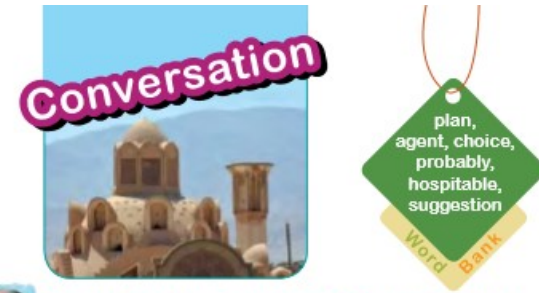 Conversation
plan,
agent, choice,
probably,
hospitable,
suggestion
Word Bank